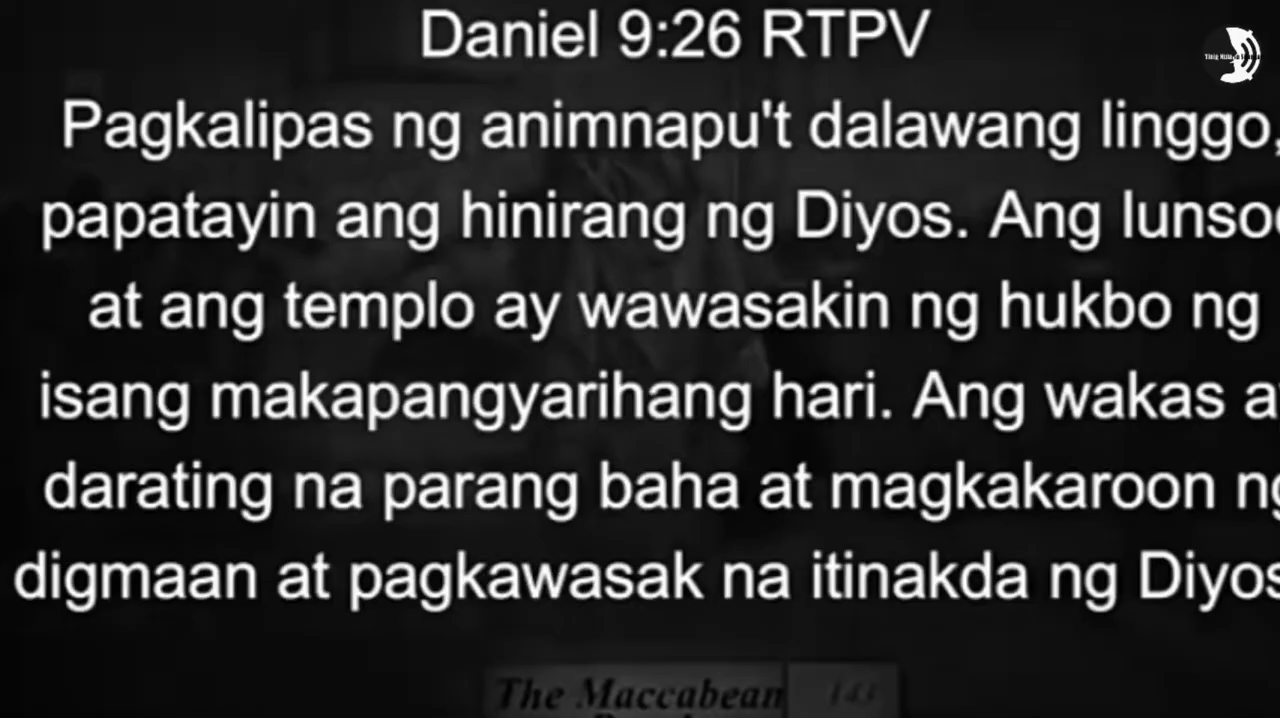 Daniel 9:26 RTPV
Pagkalipas ng animnapu't dalawang linggo,
papatayin ang hinirang ng Diyos. Ang
at ang templo ay wawasakin ng hukbo ng
isang makapangyarihang hari. Ang wakas
darating na parang baha at magkakaroon
digmaan at pagkawasak na itinakda ng Diyos
The Maccabean
143